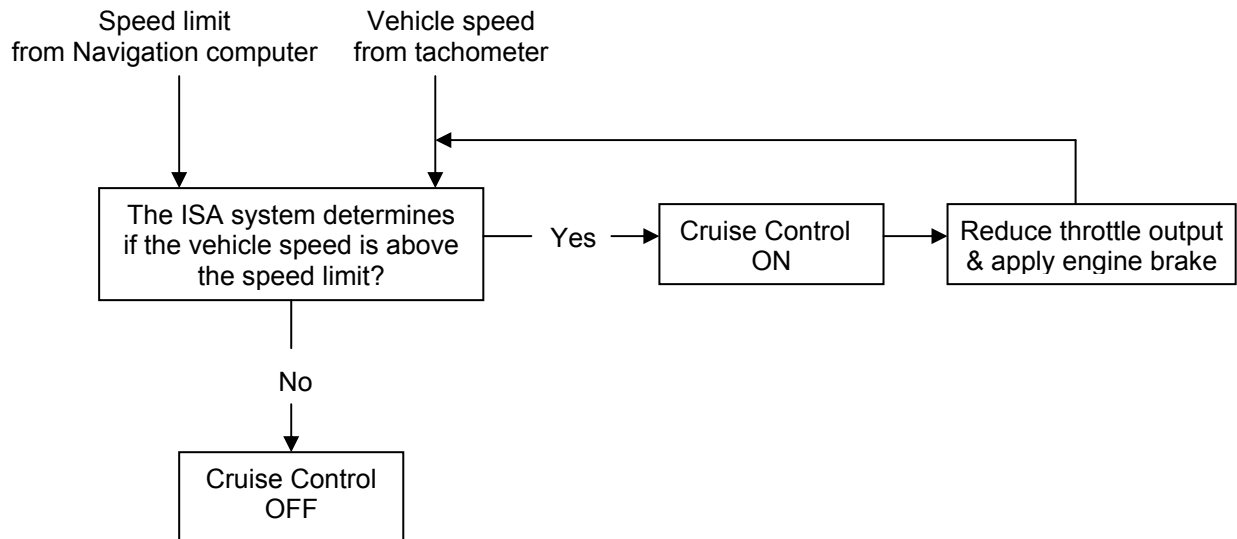 Speed limit
from Navigation computer
Vehicle speed
from tachometer
The ISA system determines
if the vehicle speed is above
the speed limit?
Yes
Cruise Control
ON
Reduce throttle output
& apply engine brake
No
Cruise Control
OFF